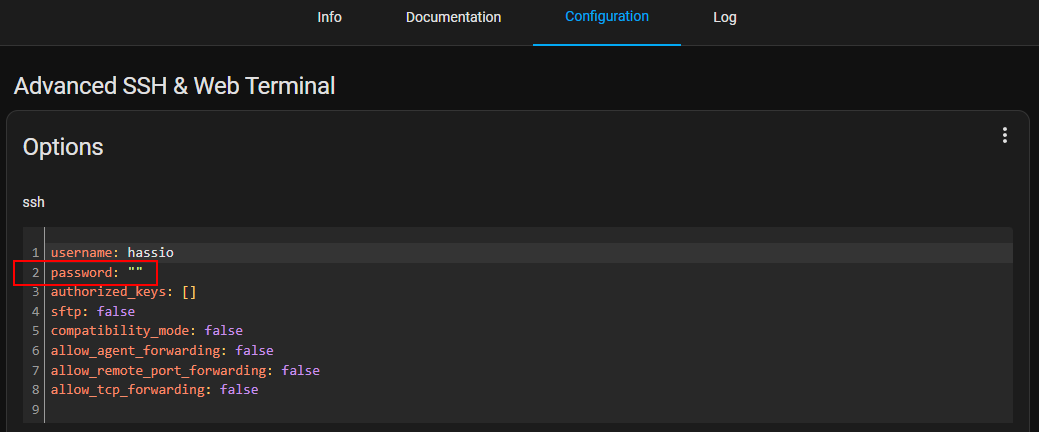 Info Documentation Configuration Log
Advanced SSH & Web Terminal
Options
ssh
1 username: hassio
2 password: ""
3 authorized_keys: []
4 sftp: false
5 compatibility_mode: false
6 allow_agent_forwarding: false
7 allow_remote_port_forwarding: false
8 allow_tcp_forwarding: false
9